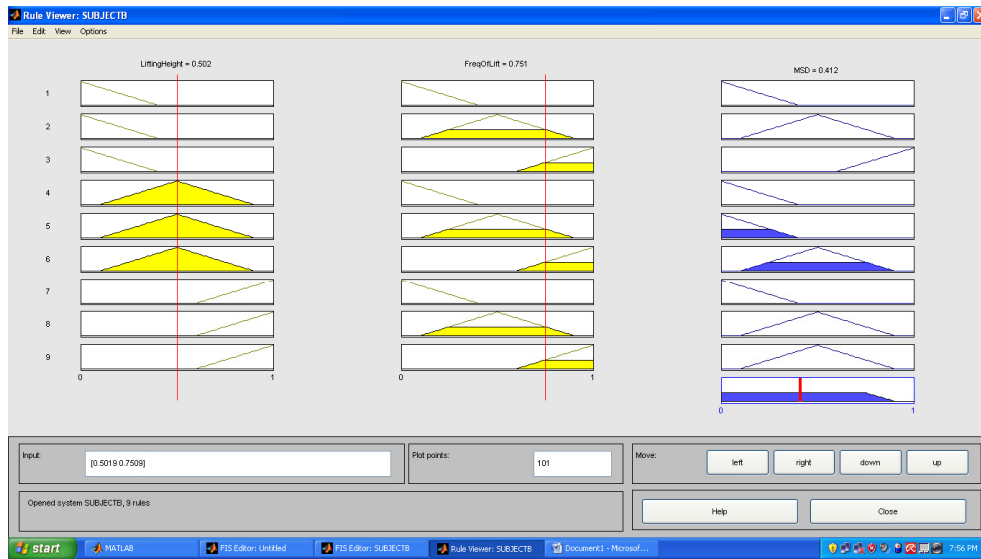 Rule Viewer: SUBJECTB
File Edit View Options
LiftingHeight = 0.502
FreqOfLift = 0.751
MSD = 0.412
1
2
3
4
5
6
7
8
9
0 1
0 1
0 1
Input:
[0.5019 0.7509]
Plot points:
101
Move:
left
right
down
up
Opened system SUBJECTB, 9 rules
Help
Close
start
MATLAB
FIS Editor: Untitled
FIS Editor: SUBJECTB
Rule Viewer: SUBJECTB
Document1 - Microsof...
7:56 PM